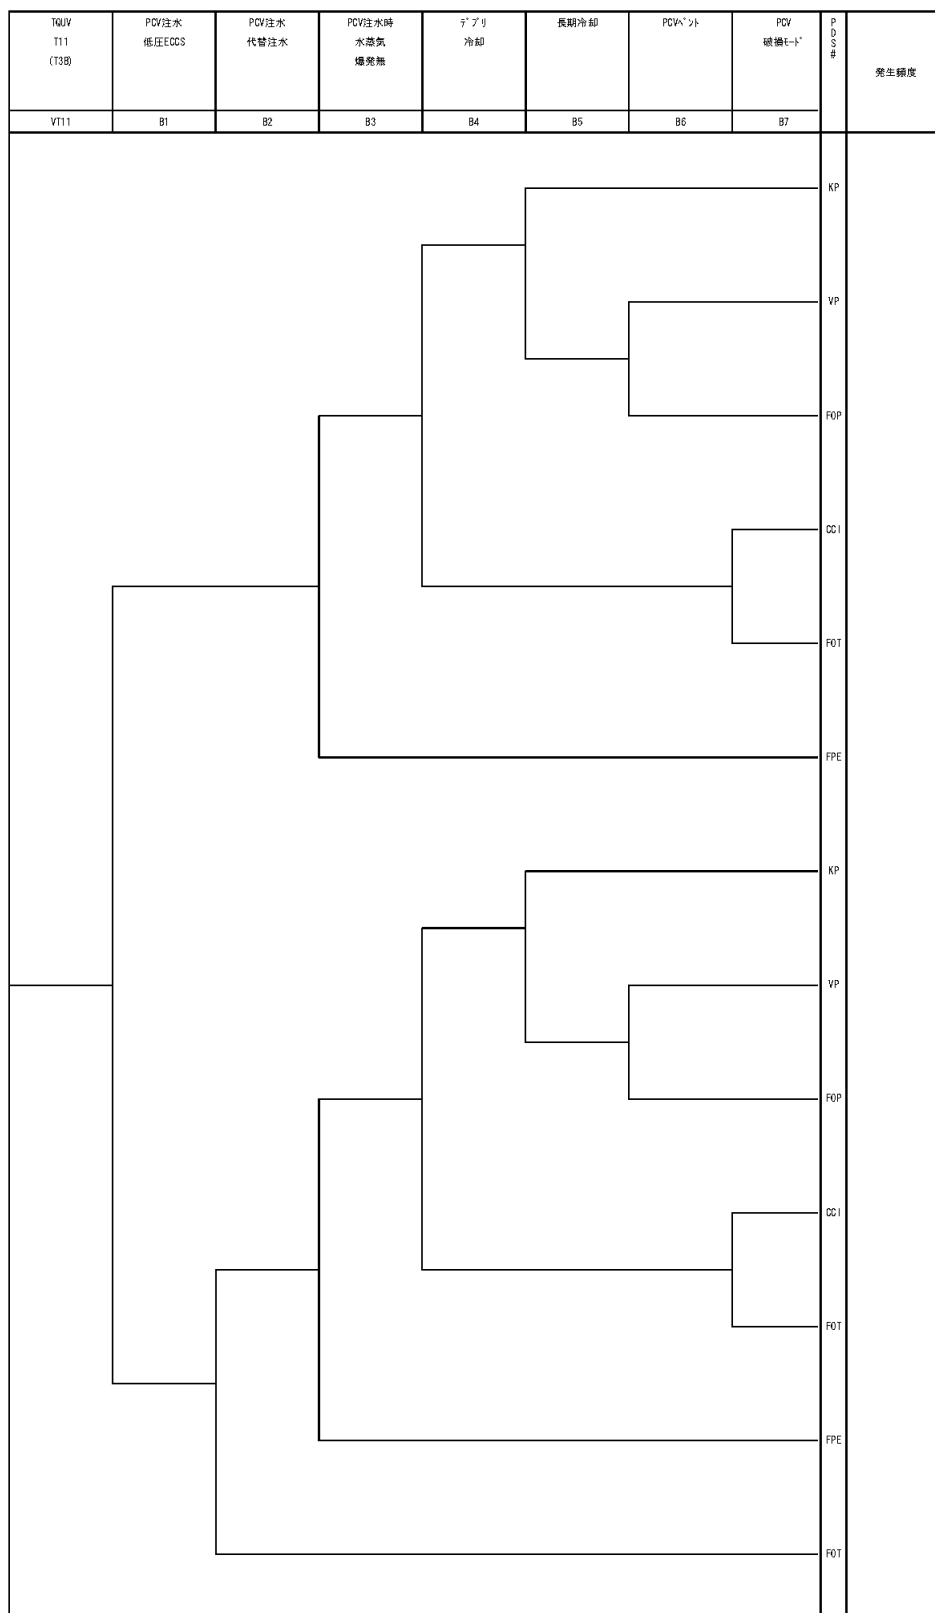 TQUV
T11
(T3B)
PCV注水
低圧ECCS
PCV注水
代替注水
PCV注水時
水蒸気
爆発無
デブリ
冷却
長期冷却
PCVベント
PCV
破損モード
PDS#
発生頻度
VT11 B1 B2 B3 B4 B5 B6 B7
KP
VP
FOP
CCI
FOT
FPE
KP
VP
FOP
CCI
FOT
FPE
FOT